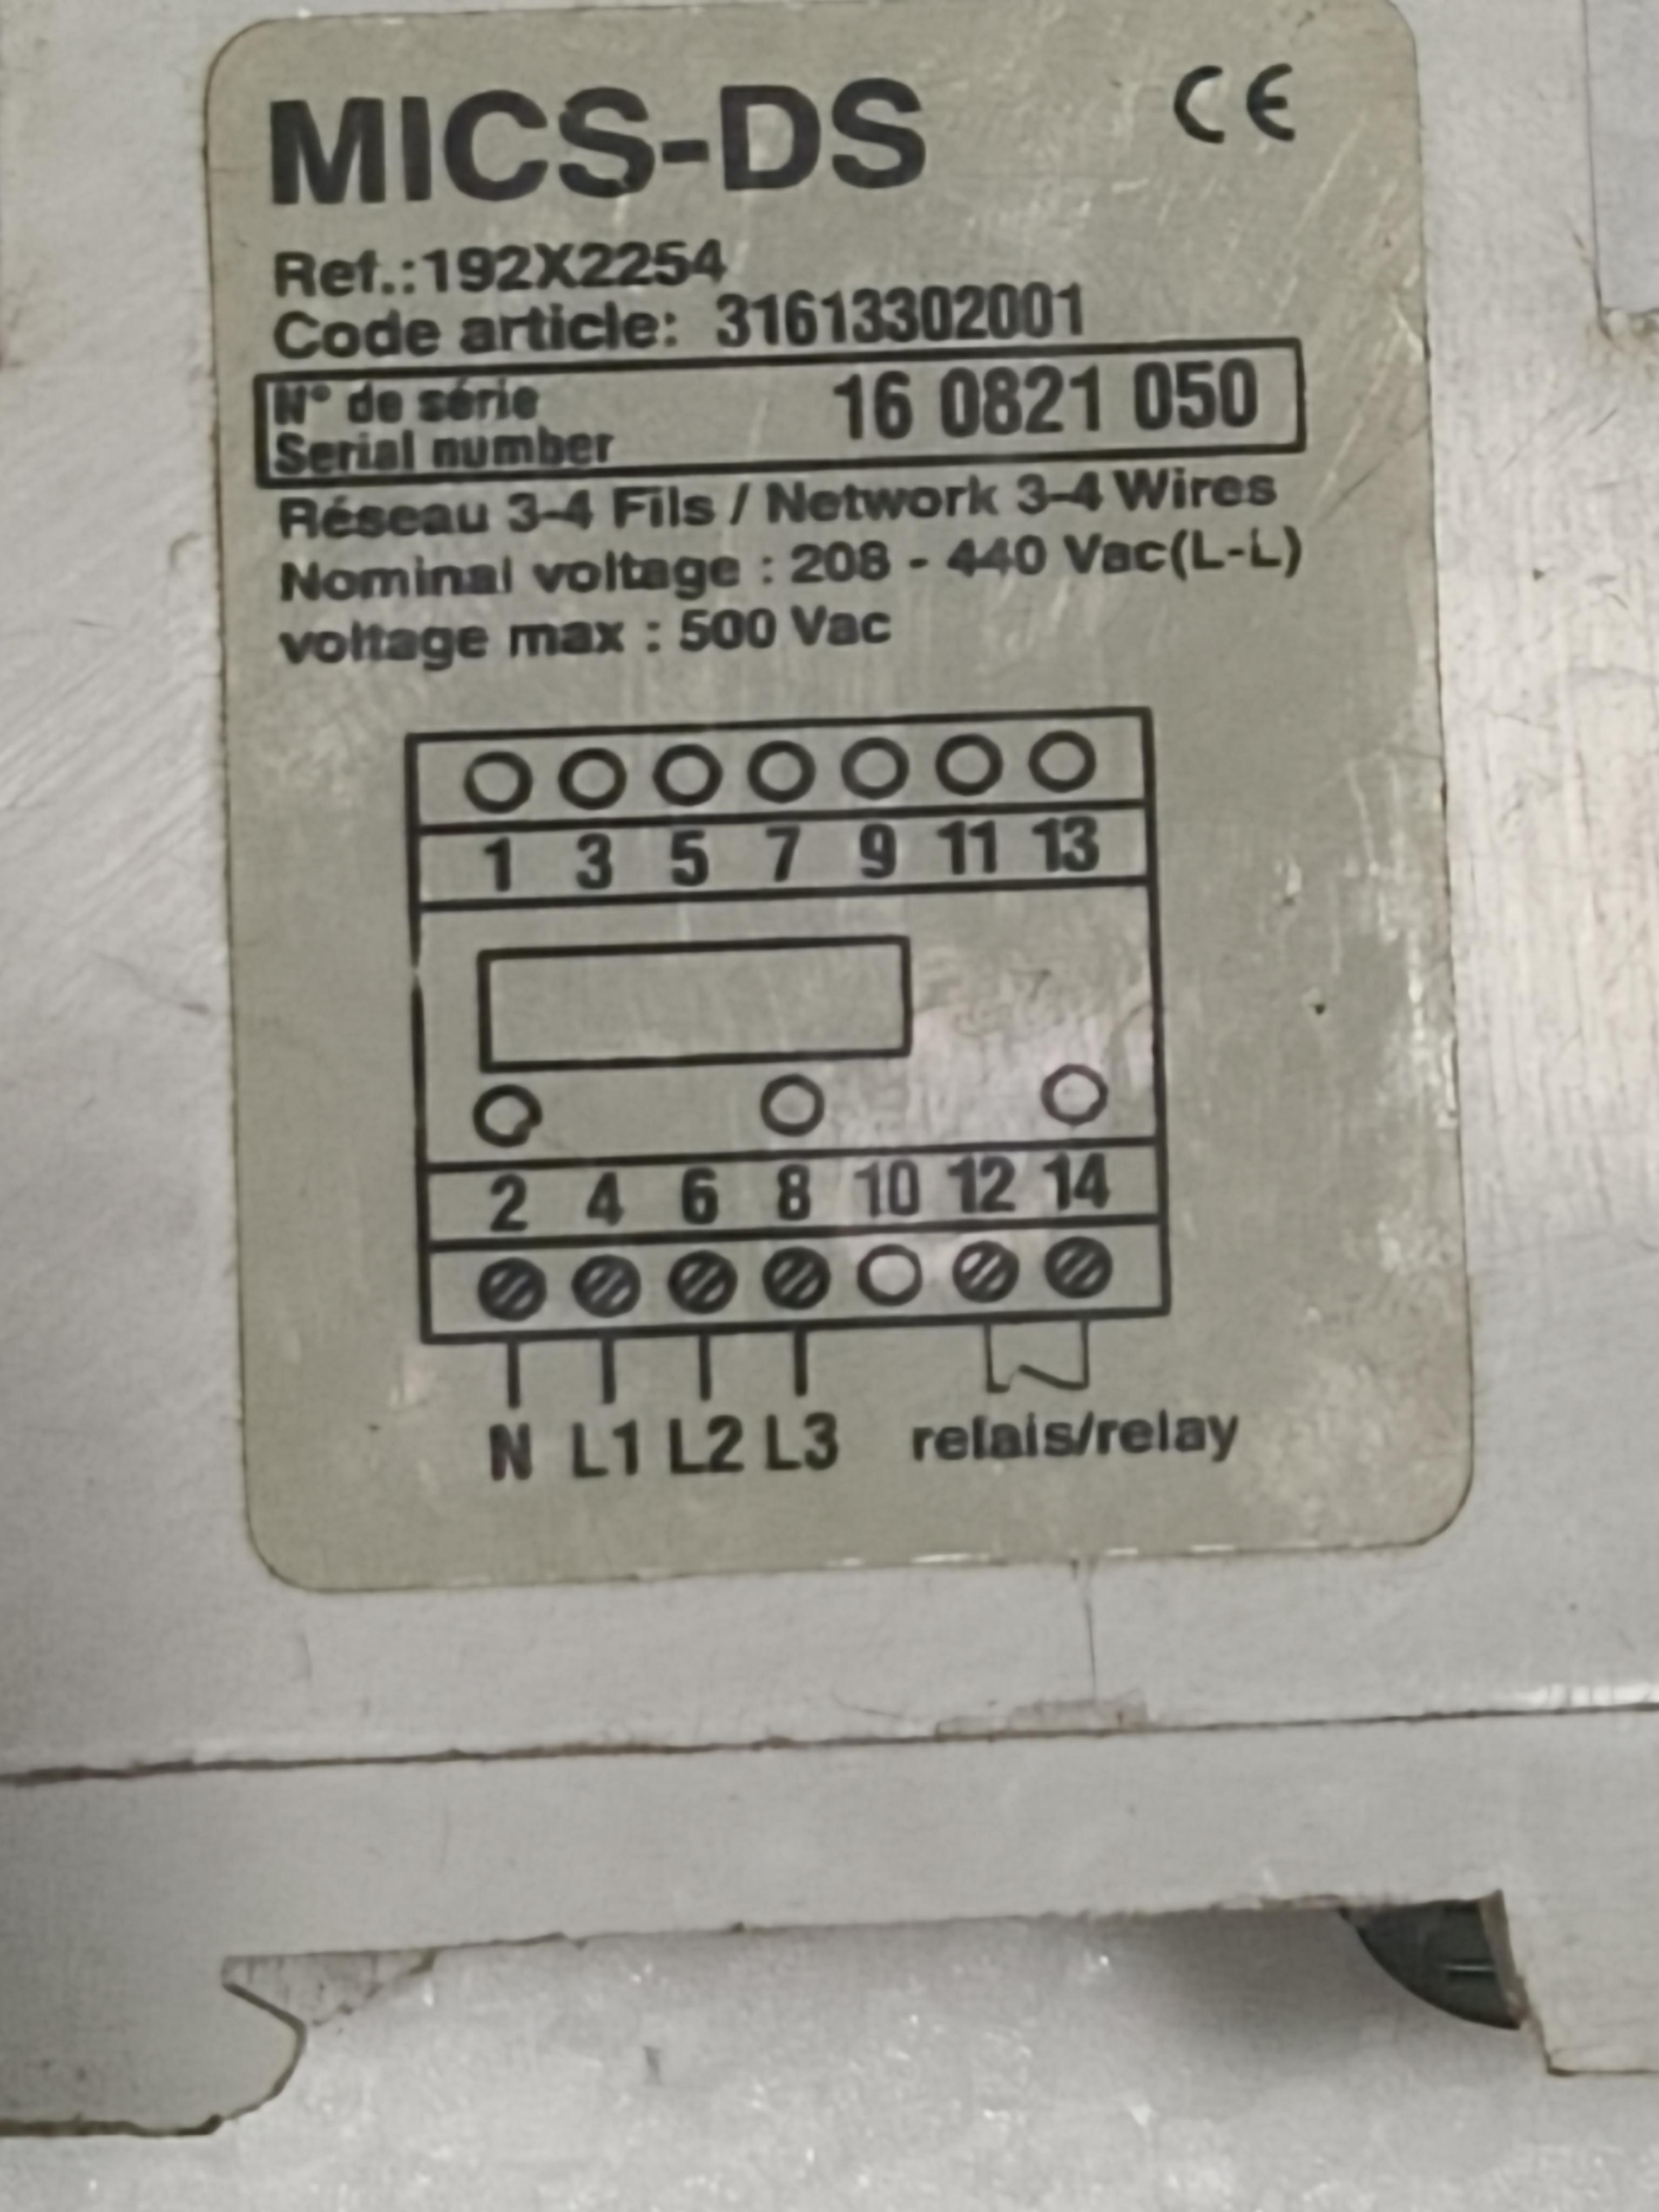 MICS-DS CE
Ref.:192X2254
Code article: 31613302001
N° de série
Serial number 16 0821 050
Réseau 3-4 Fils / Network 3-4 Wires
Nominal voltage : 208 - 440 Vac(L-L)
voltage max : 500 Vac
1 3 5 7 9 11 13
2 4 6 8 10 12 14
N L1 L2 L3 relais/relay